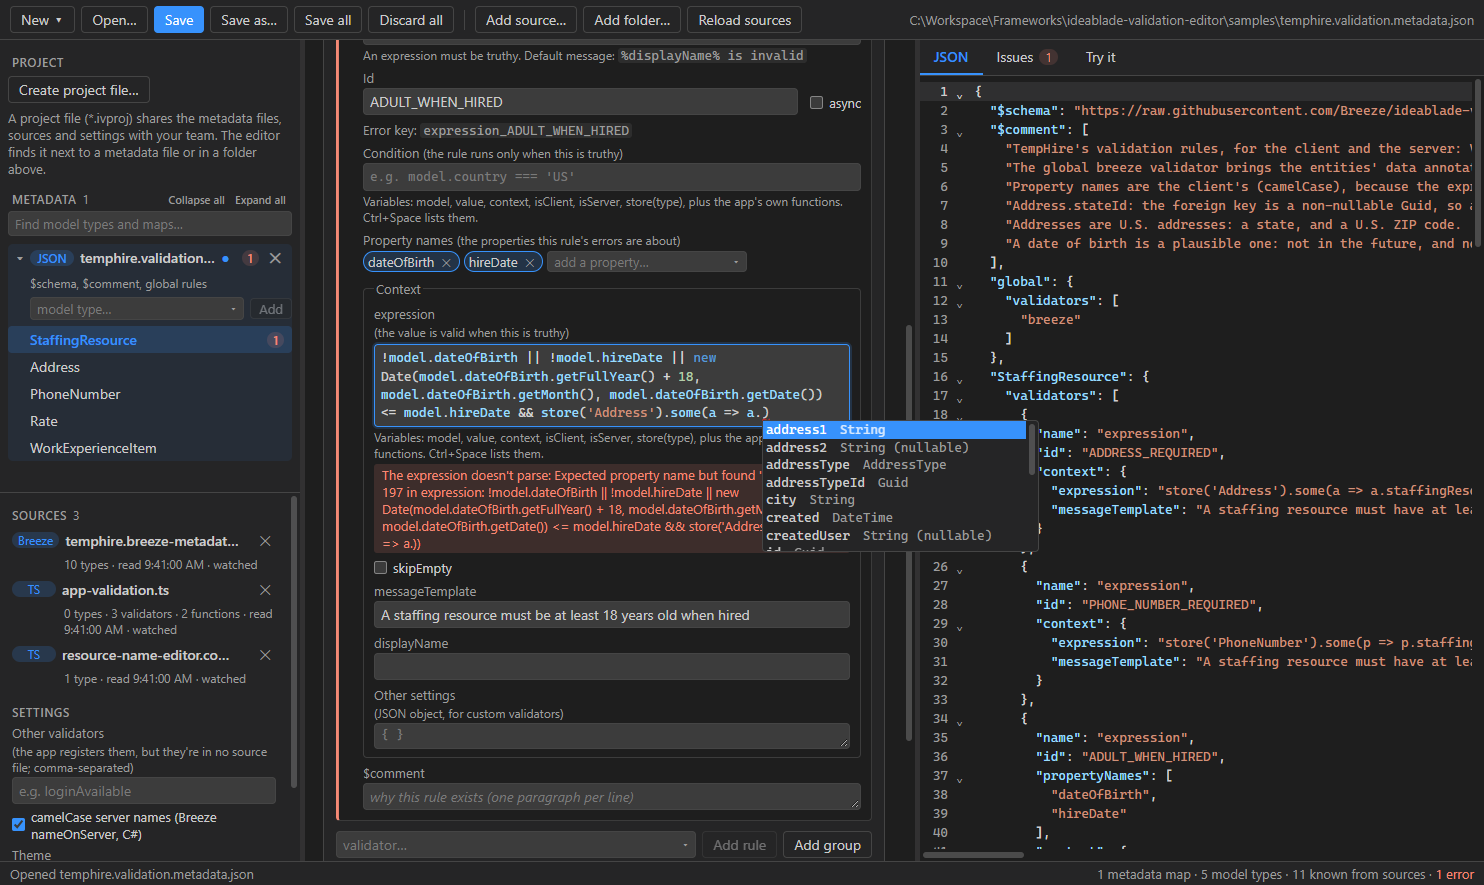 New ▾ Open... Save Save as... Save all Discard all Add source... Add folder... Reload sources C:\Workspace\Frameworks\ideablade-validation-editor\samples\temphire.validation.metadata.json
PROJECT
Create project file...
A project file (*.ivproj) shares the metadata files,
sources and settings with your team. The editor
finds it next to a metadata file or in a folder
above.
METADATA 1 Collapse all Expand all
Find model types and maps...
JSON temphire.validation... 1
$schema, $comment, global rules
model type... Add
StaffingResource 1
Address
PhoneNumber
Rate
WorkExperienceItem
SOURCES 3
Breeze temphire.breeze-metadat...
10 types · read 9:41:00 AM · watched
TS app-validation.ts
0 types · 3 validators · 2 functions · read
9:41:00 AM · watched
TS resource-name-editor.co...
1 type · read 9:41:00 AM · watched
SETTINGS
Other validators
(the app registers them, but they're in no source
file; comma-separated)
e.g. loginAvailable
camelCase server names (Breeze
nameOnServer, C#)
Theme
An expression must be truthy. Default message: %displayName% is invalid
Id
ADULT_WHEN_HIRED async
Error key: expression_ADULT_WHEN_HIRED
Condition (the rule runs only when this is truthy)
e.g. model.country === 'US'
Variables: model, value, context, isClient, isServer, store(type), plus the app's own functions.
Ctrl+Space lists them.
Property names (the properties this rule's errors are about)
dateOfBirth hireDate add a property...
Context
expression
(the value is valid when this is truthy)
!model.dateOfBirth || !model.hireDate || new
Date(model.dateOfBirth.getFullYear() + 18,
model.dateOfBirth.getMonth(), model.dateOfBirth.getDate())
<= model.hireDate && store('Address').some(a => a.)
Variables: model, value, context, isClient, isServer, store(type), plus the app
functions. Ctrl+Space lists them.
The expression doesn't parse: Expected property name but found '
197 in expression: !model.dateOfBirth || !model.hireDate || new
Date(model.dateOfBirth.getFullYear() + 18, model.dateOfBirth.getM
model.dateOfBirth.getDate()) <= model.hireDate && store('Addres
=> a.))
address1 String
address2 String (nullable)
addressType AddressType
addressTypeId Guid
city String
created DateTime
createdUser String (nullable)
id Guid
skipEmpty
messageTemplate
A staffing resource must be at least 18 years old when hired
displayName
Other settings
(JSON object, for custom validators)
{ }
$comment
why this rule exists (one paragraph per line)
validator... Add rule Add group
JSON Issues 1 Try it
1 {
2 "$schema": "https://raw.githubusercontent.com/Breeze/ideablade-v
3 "$comment": [
4 "TempHire's validation rules, for the client and the server:
5 "The global breeze validator brings the entities' data annotat
6 "Property names are the client's (camelCase), because the exp
7 "Address.stateId: the foreign key is a non-nullable Guid, so a
8 "Addresses are U.S. addresses: a state, and a U.S. ZIP code.
9 "A date of birth is a plausible one: not in the future, and no
10 ],
11 "global": {
12 "validators": [
13 "breeze"
14 ]
15 },
16 "StaffingResource": {
17 "validators": [
18 {
"name": "expression",
"id": "ADDRESS_REQUIRED",
"context": {
"expression": "store('Address').some(a => a.staffingRes
"messageTemplate": "A staffing resource must have at lea
}
26 {
27 "name": "expression",
28 "id": "PHONE_NUMBER_REQUIRED",
29 "context": {
30 "expression": "store('PhoneNumber').some(p => p.staffing
31 "messageTemplate": "A staffing resource must have at lea
32 }
33 },
34 {
35 "name": "expression",
36 "id": "ADULT_WHEN_HIRED",
37 "propertyNames": [
38 "dateOfBirth",
39 "hireDate"
40 ],
Opened temphire.validation.metadata.json 1 metadata map · 5 model types · 11 known from sources · 1 error